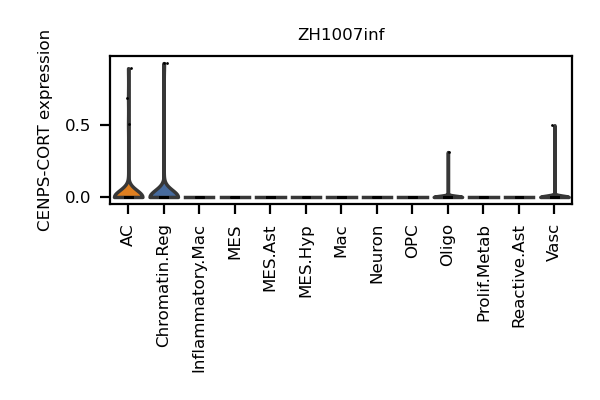 ZH1007inf
CENPS-CORT expression
0.5
0.0
AC
Chromatin.Reg
Inflammatory.Mac
MES
MES.Ast
MES.Hyp
Mac
Neuron
OPC
Oligo
Prolif.Metab
Reactive.Ast
Vasc